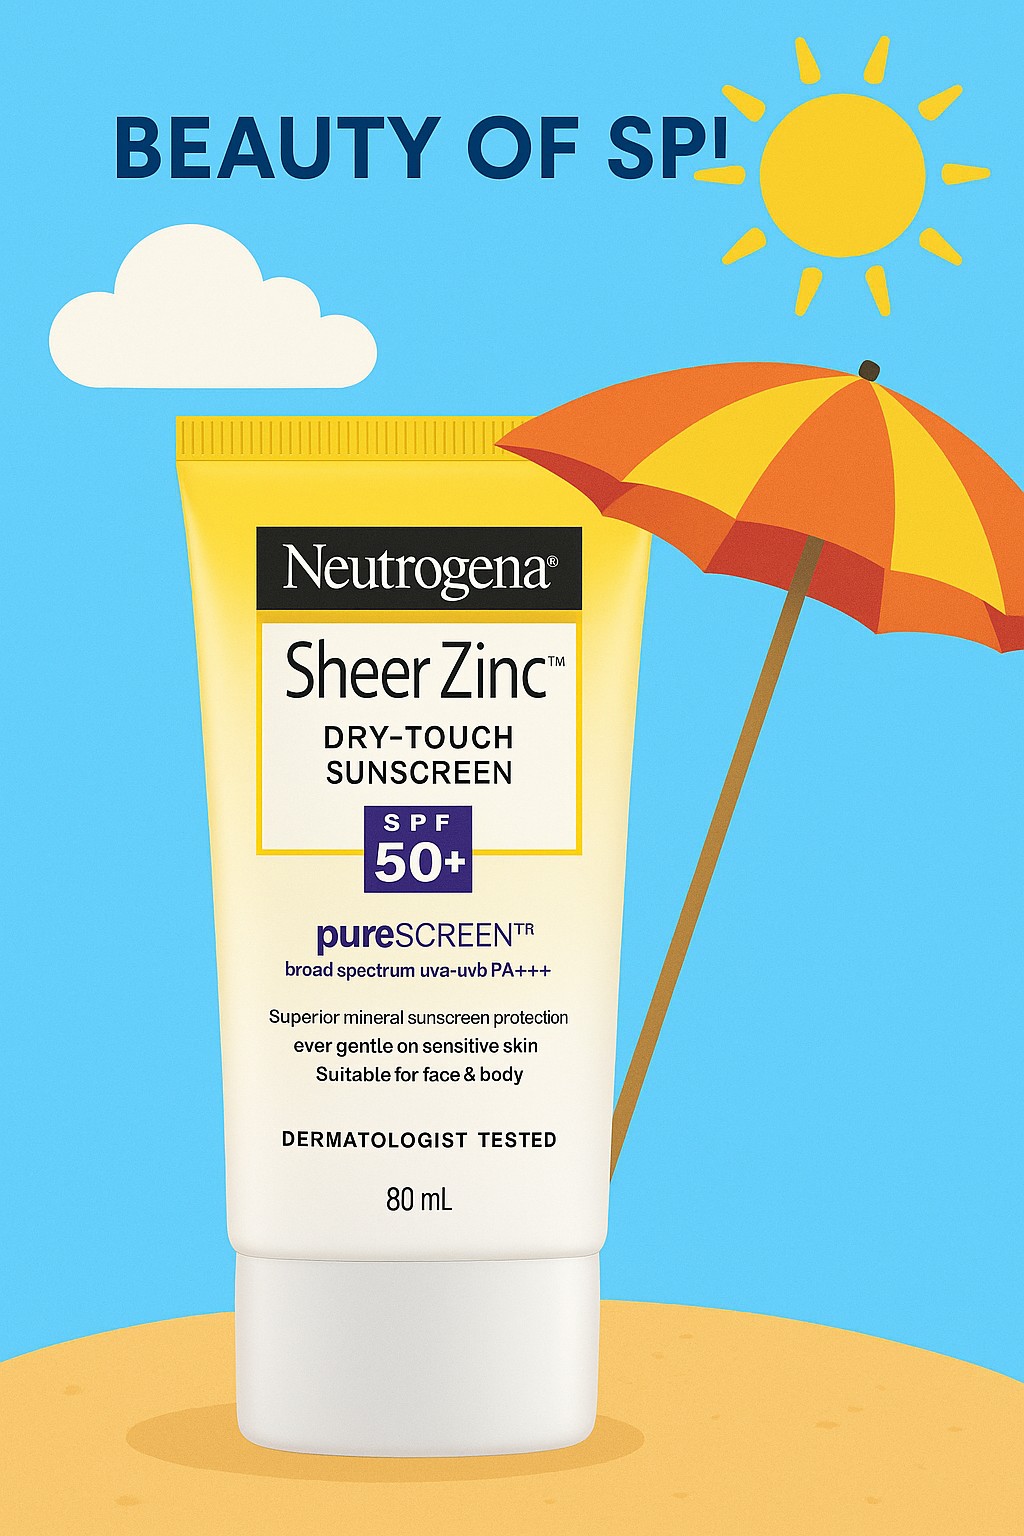 BEAUTY OF SP
Neutrogena®
Sheer Zinc™
DRY-TOUCH
SUNSCREEN
SPF
50+
pureSCREENTR
broad spectrum uva-uvb PA+++
Superior mineral sunscreen protection
ever gentle on sensitive skin
Suitable for face & body
DERMATOLOGIST TESTED
80 mL